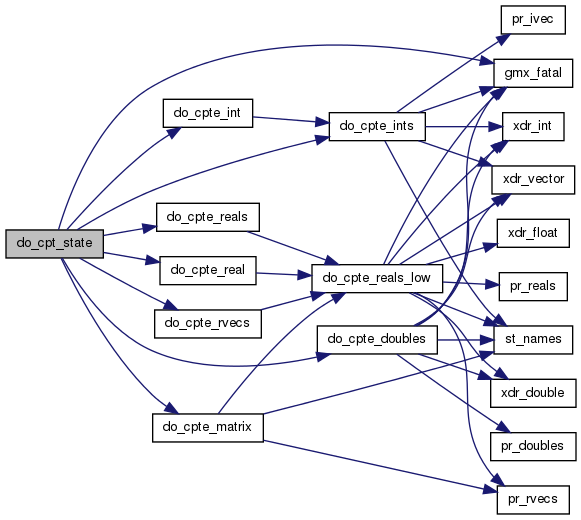 pr_ivec
gmx_fatal
do_cpte_int
do_cpte_ints
xdr_int
xdr_vector
do_cpte_reals
do_cpt_state
xdr_float
do_cpte_real
do_cpte_reals_low
pr_reals
do_cpte_rvecs
do_cpte_doubles
st_names
xdr_double
do_cpte_matrix
pr_doubles
pr_rvecs